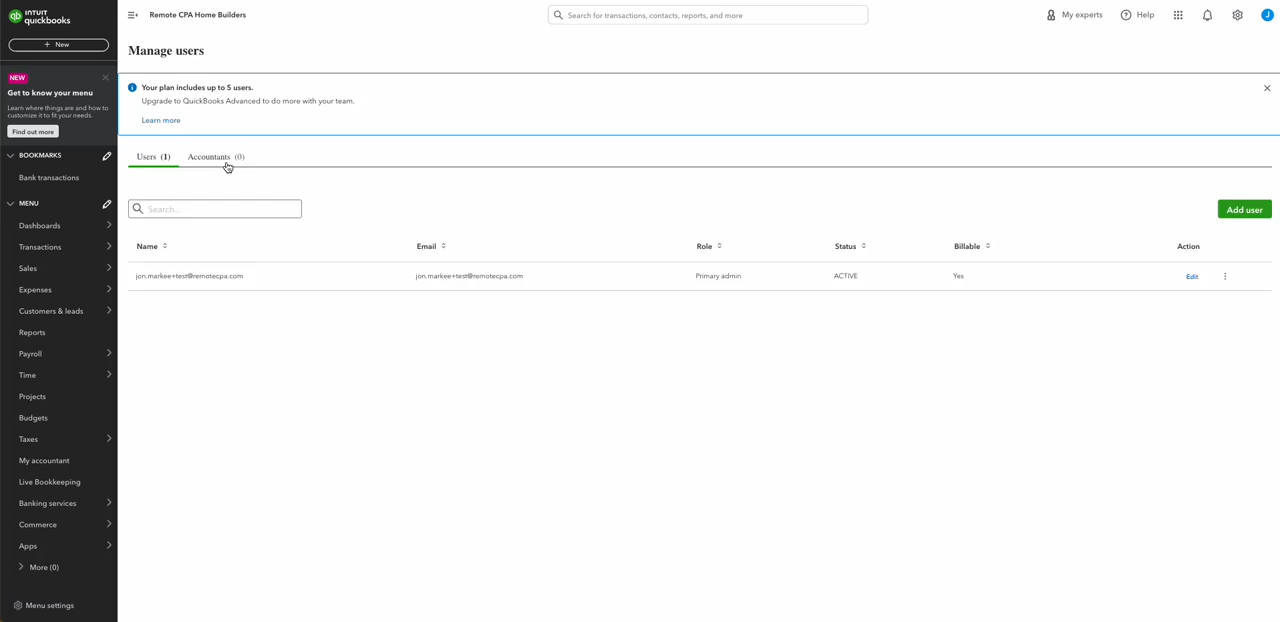 INTUIT
quickbooks
Remote CPA Home Builders
Search for transactions, contacts, reports, and more
My experts
Help
J
+ New
Manage users
NEW
Get to know your menu
Learn where things are and how to
customize it to fit your needs.
Find out more
Your plan includes up to 5 users.
Upgrade to QuickBooks Advanced to do more with your team.
Learn more
BOOKMARKS
Bank transactions
MENU
Dashboards
Transactions
Sales
Expenses
Customers & leads
Reports
Payroll
Time
Projects
Budgets
Taxes
My accountant
Live Bookkeeping
Banking services
Commerce
Apps
More (0)
Menu settings
Users (1) Accountants (0)
Search...
Add user
Name Email Role Status Billable Action
jon.markee+test@remotecpa.com jon.markee+test@remotecpa.com Primary admin ACTIVE Yes Edit